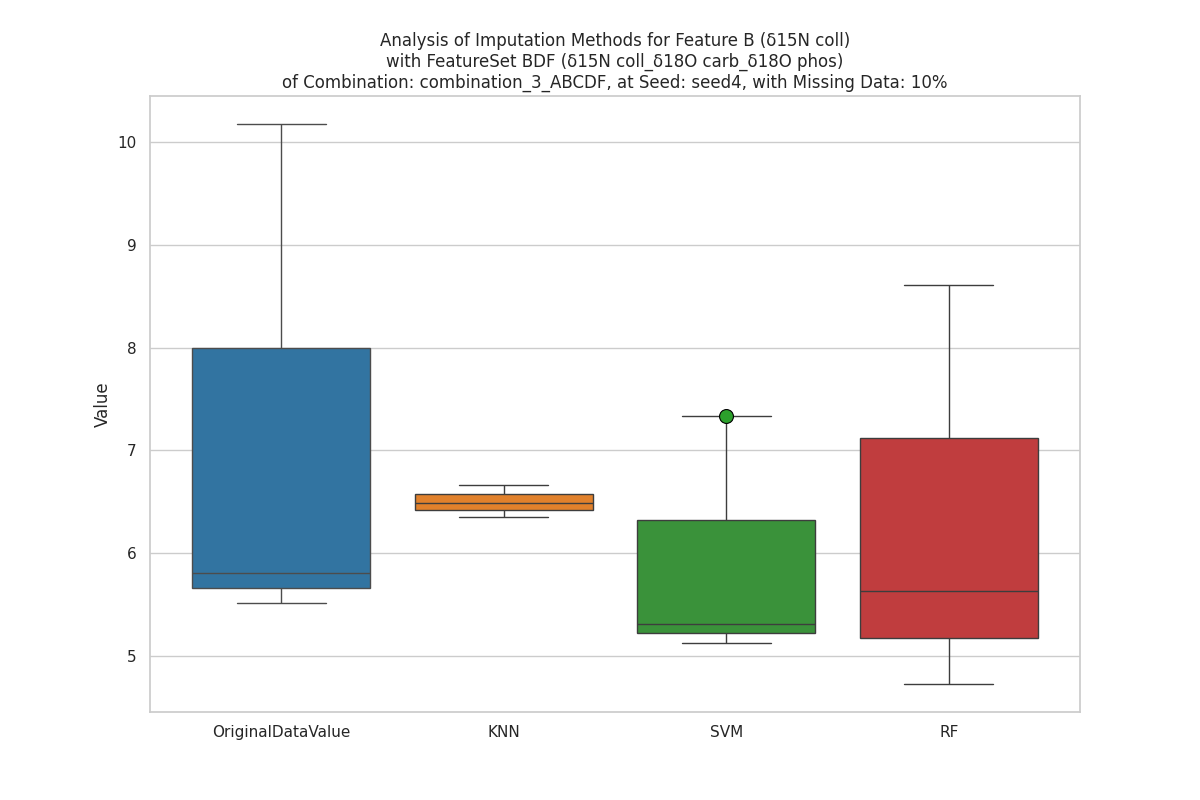 Analysis of Imputation Methods for Feature B (δ15N coll)
with FeatureSet BDF (δ15N coll_δ18O carb_δ18O phos)
of Combination: combination_3_ABCDF, at Seed: seed4, with Missing Data: 10%
10
9
8
7
6
5
Value
OriginalDataValue
KNN
SVM
RF